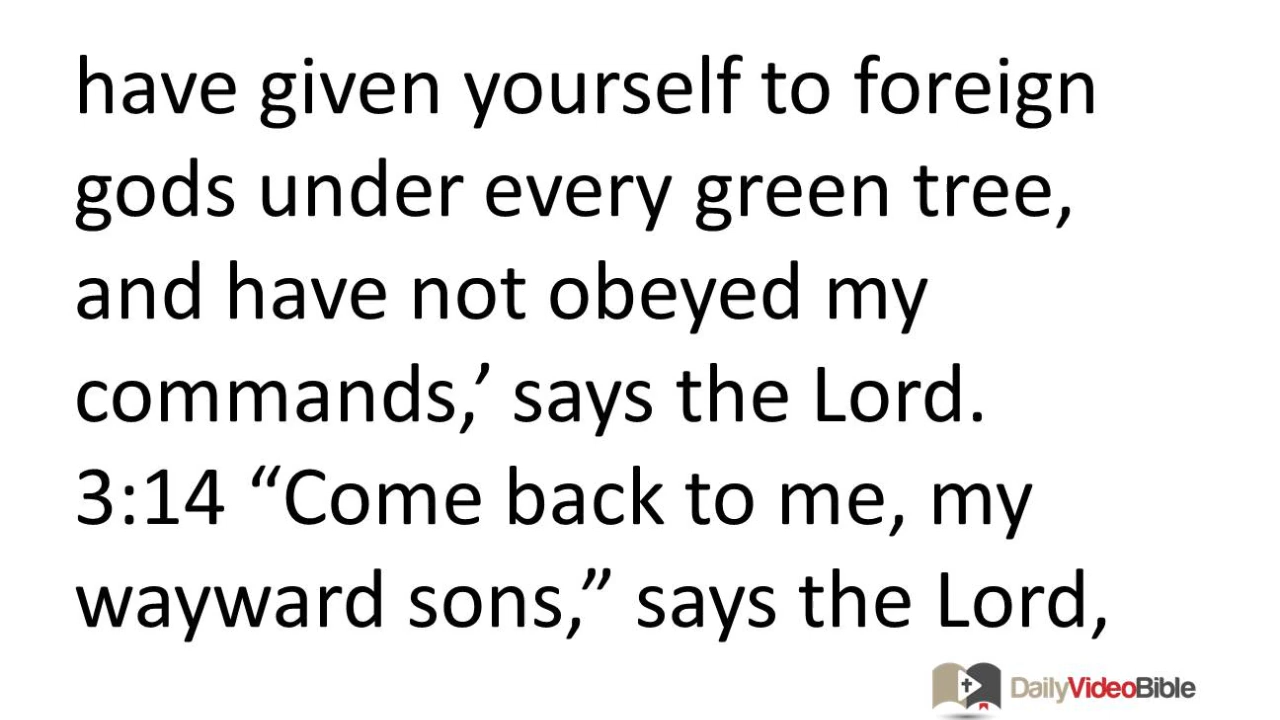 have given yourself to foreign
gods under every green tree,
and have not obeyed my
commands,’ says the Lord.
3:14 “Come back to me, my
wayward sons,” says the Lord,
DailyVideoBible